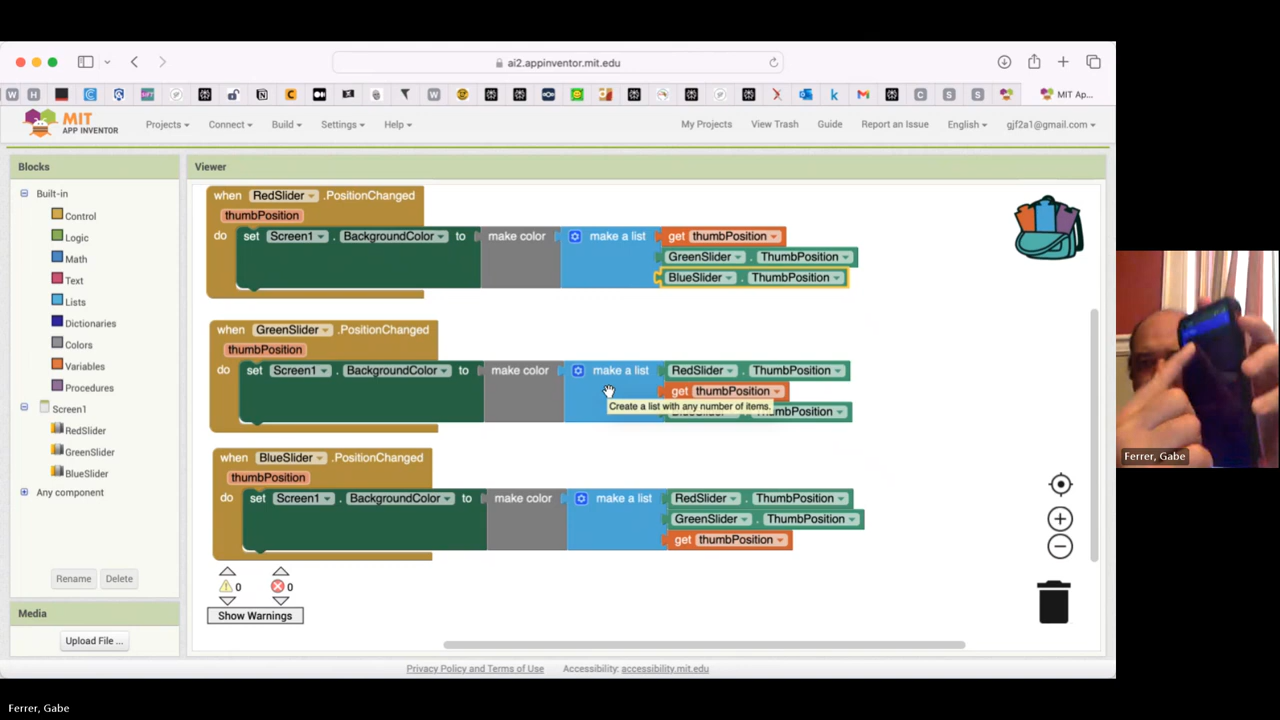 ai2.appinventor.mit.edu
MIT Ap...
MIT
APP INVENTOR
Projects
Connect
Build
Settings
Help
My Projects
View Trash
Guide
Report an Issue
English
gjf2a1@gmail.com
Blocks
Viewer
Built-in
Control
Logic
Math
Text
Lists
Dictionaries
Colors
Variables
Procedures
Screen1
RedSlider
GreenSlider
BlueSlider
Any component
Rename
Delete
Media
Upload File ...
when RedSlider .PositionChanged
thumbPosition
do set Screen1 . BackgroundColor to make color make a list get thumbPosition
GreenSlider . ThumbPosition
BlueSlider . ThumbPosition
when GreenSlider .PositionChanged
thumbPosition
do set Screen1 . BackgroundColor to make color make a list RedSlider . ThumbPosition
get thumbPosition
Create a list with any number of items.
ThumbPosition
when BlueSlider .PositionChanged
thumbPosition
do set Screen1 . BackgroundColor to make color make a list RedSlider . ThumbPosition
GreenSlider . ThumbPosition
get thumbPosition
0 0
Show Warnings
Privacy Policy and Terms of Use
Accessibility: accessibility.mit.edu
Ferrer, Gabe
Ferrer, Gabe